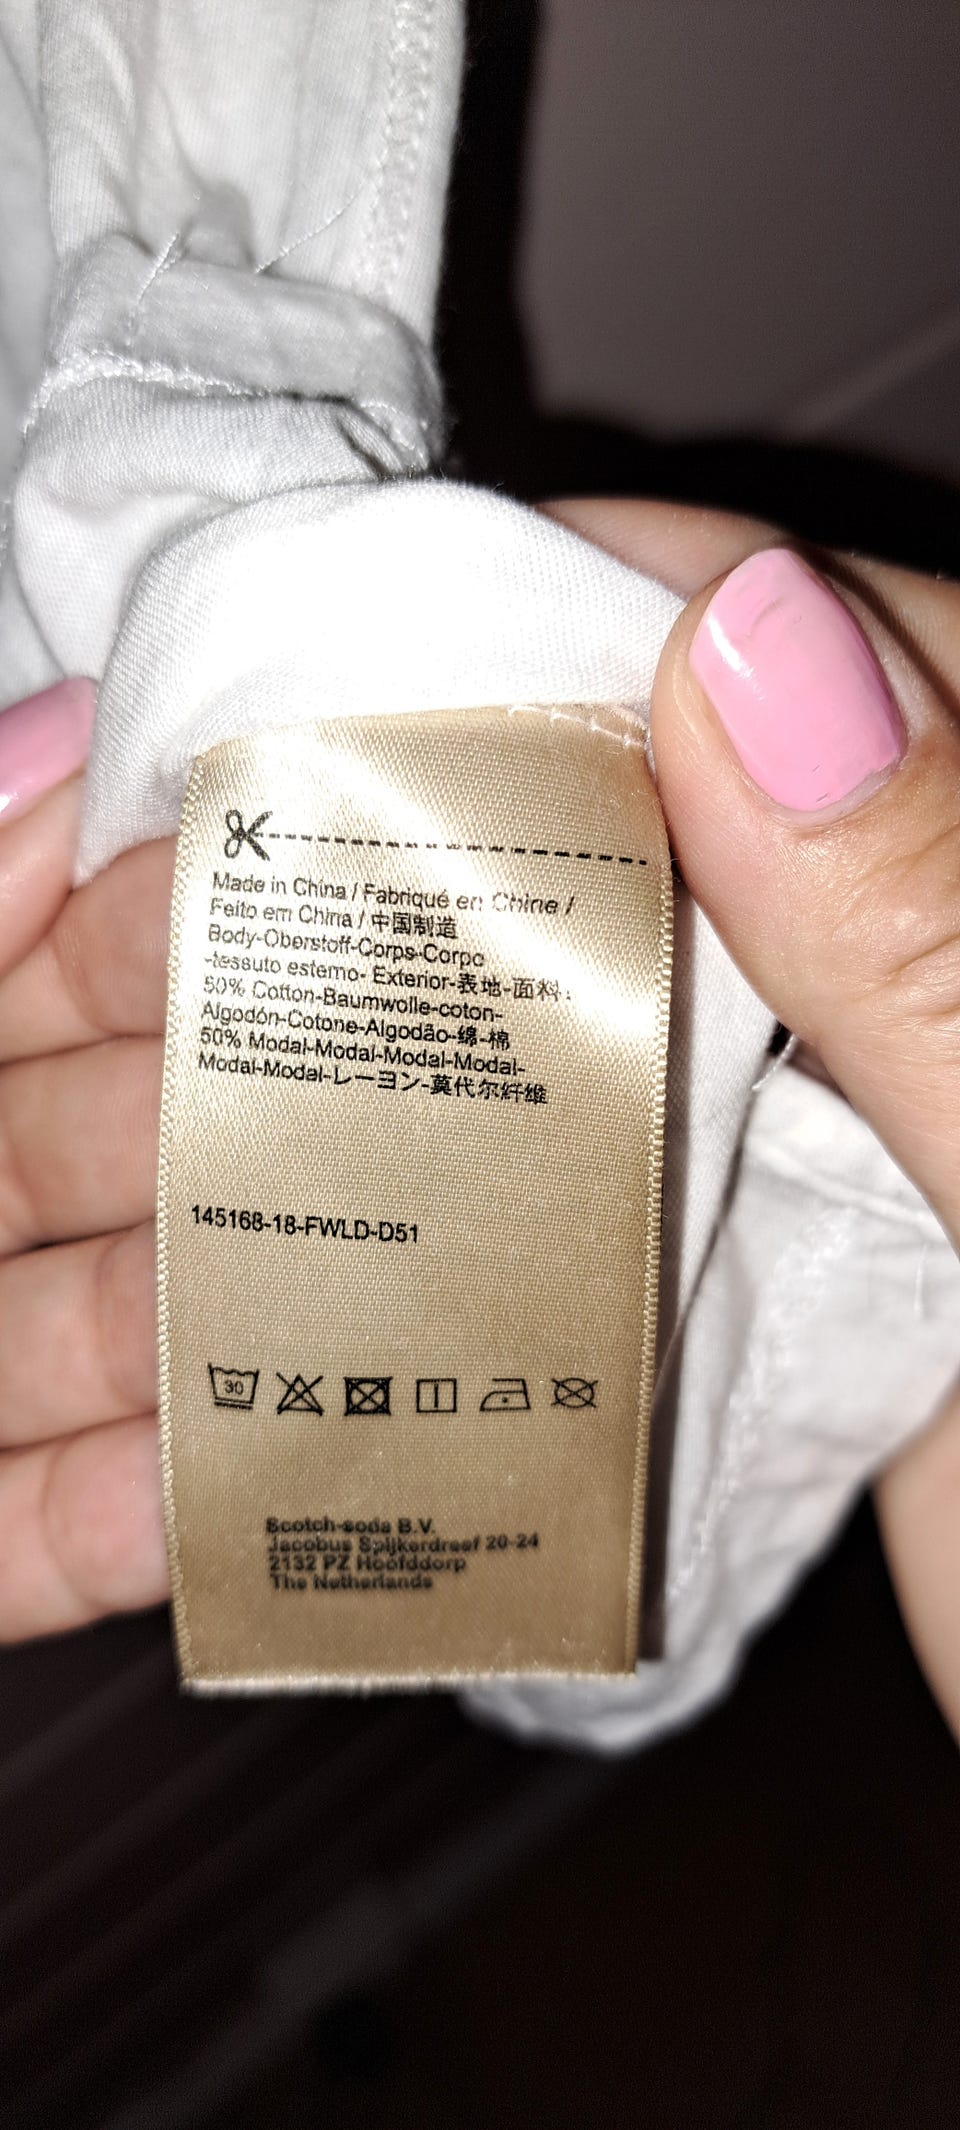 Made in China / Fabriqué en Chine /
Feito em China / 中国制造
Body-Oberstoff-Corps-Corpo
-tessuto esterno- Exterior-表地-面料:
50% Cotton-Baumwolle-coton-
Algodón-Cotone-Algodão-绵-棉
50% Modal-Modal-Modal-Modal-
Modal-Modal-レーヨン-莫代尔纤维
145168-18-FWLD-D51
30
Scotch-soda B.V.
Jacobus Spijkerdreef 20-24
2132 PZ Hoofddorp
The Netherlands